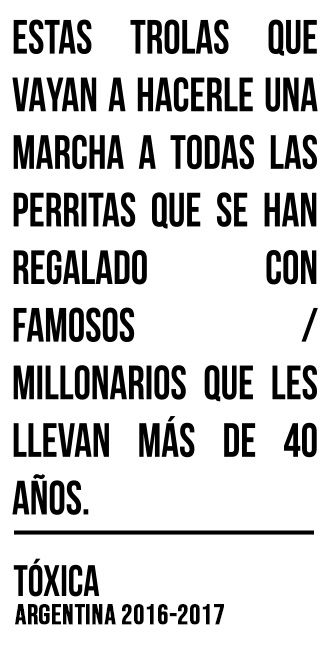 ESTAS TROLAS QUE
VAYAN A HACERLE UNA
MARCHA A TODAS LAS
PERRITAS QUE SE HAN
REGALADO CON
FAMOSOS /
MILLONARIOS QUE LES
LLEVAN MÁS DE 40
AÑOS.
TÓXICA
ARGENTINA 2016-2017